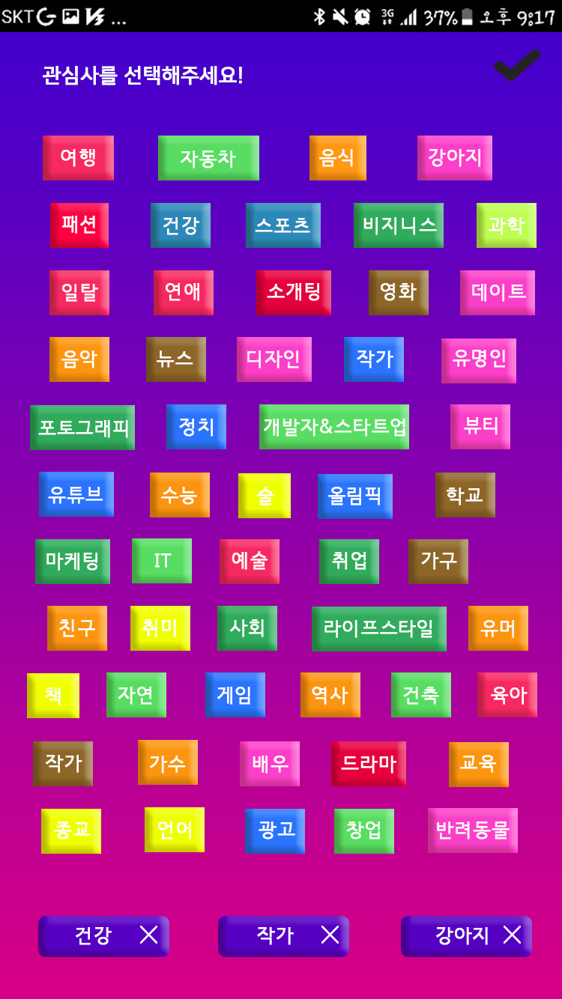 SKT ... 3G 37% 오후 9:17
관심사를 선택해주세요!
여행 자동차 음식 강아지
패션 건강 스포츠 비지니스 과학
일탈 연애 소개팅 영화 데이트
음악 뉴스 디자인 작가 유명인
포토그래피 정치 개발자&스타트업 뷰티
유튜브 수능 술 올림픽 학교
마케팅 IT 예술 취업 가구
친구 취미 사회 라이프스타일 유머
책 자연 게임 역사 건축 육아
작가 가수 배우 드라마 교육
종교 언어 광고 창업 반려동물
건강 작가 강아지